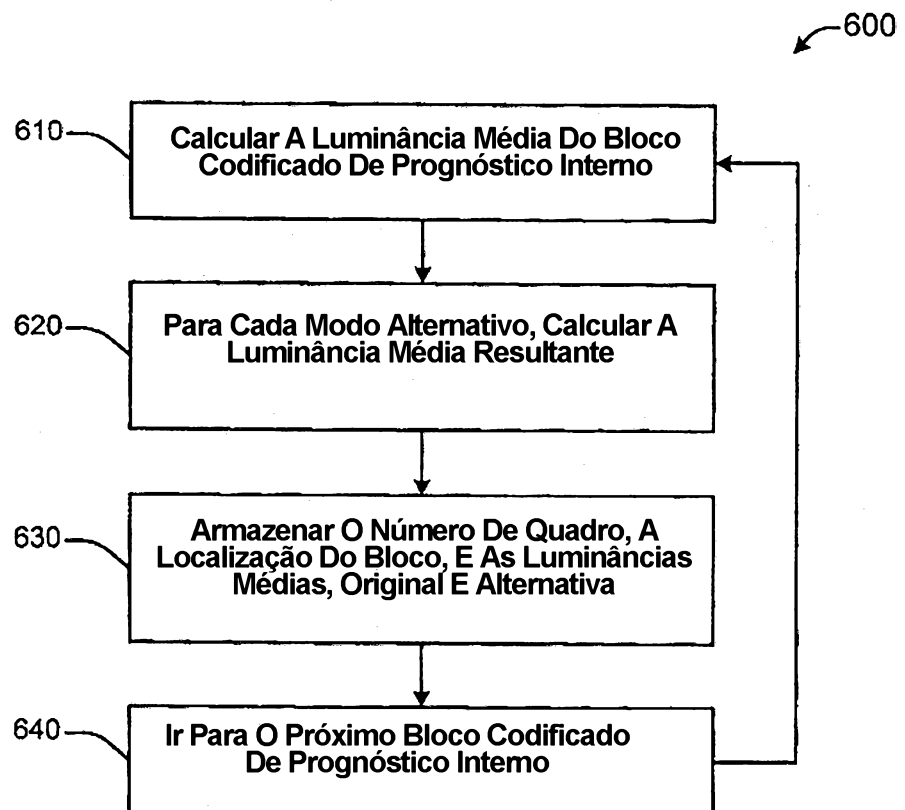 600
610
Calcular A Luminância Média Do Bloco
Codificado De Prognóstico Interno
620
Para Cada Modo Alternativo, Calcular A
Luminância Média Resultante
630
Armazenar O Número De Quadro, A
Localização Do Bloco, E As Luminâncias
Médias, Original E Alternativa
640
Ir Para O Próximo Bloco Codificado
De Prognóstico Interno